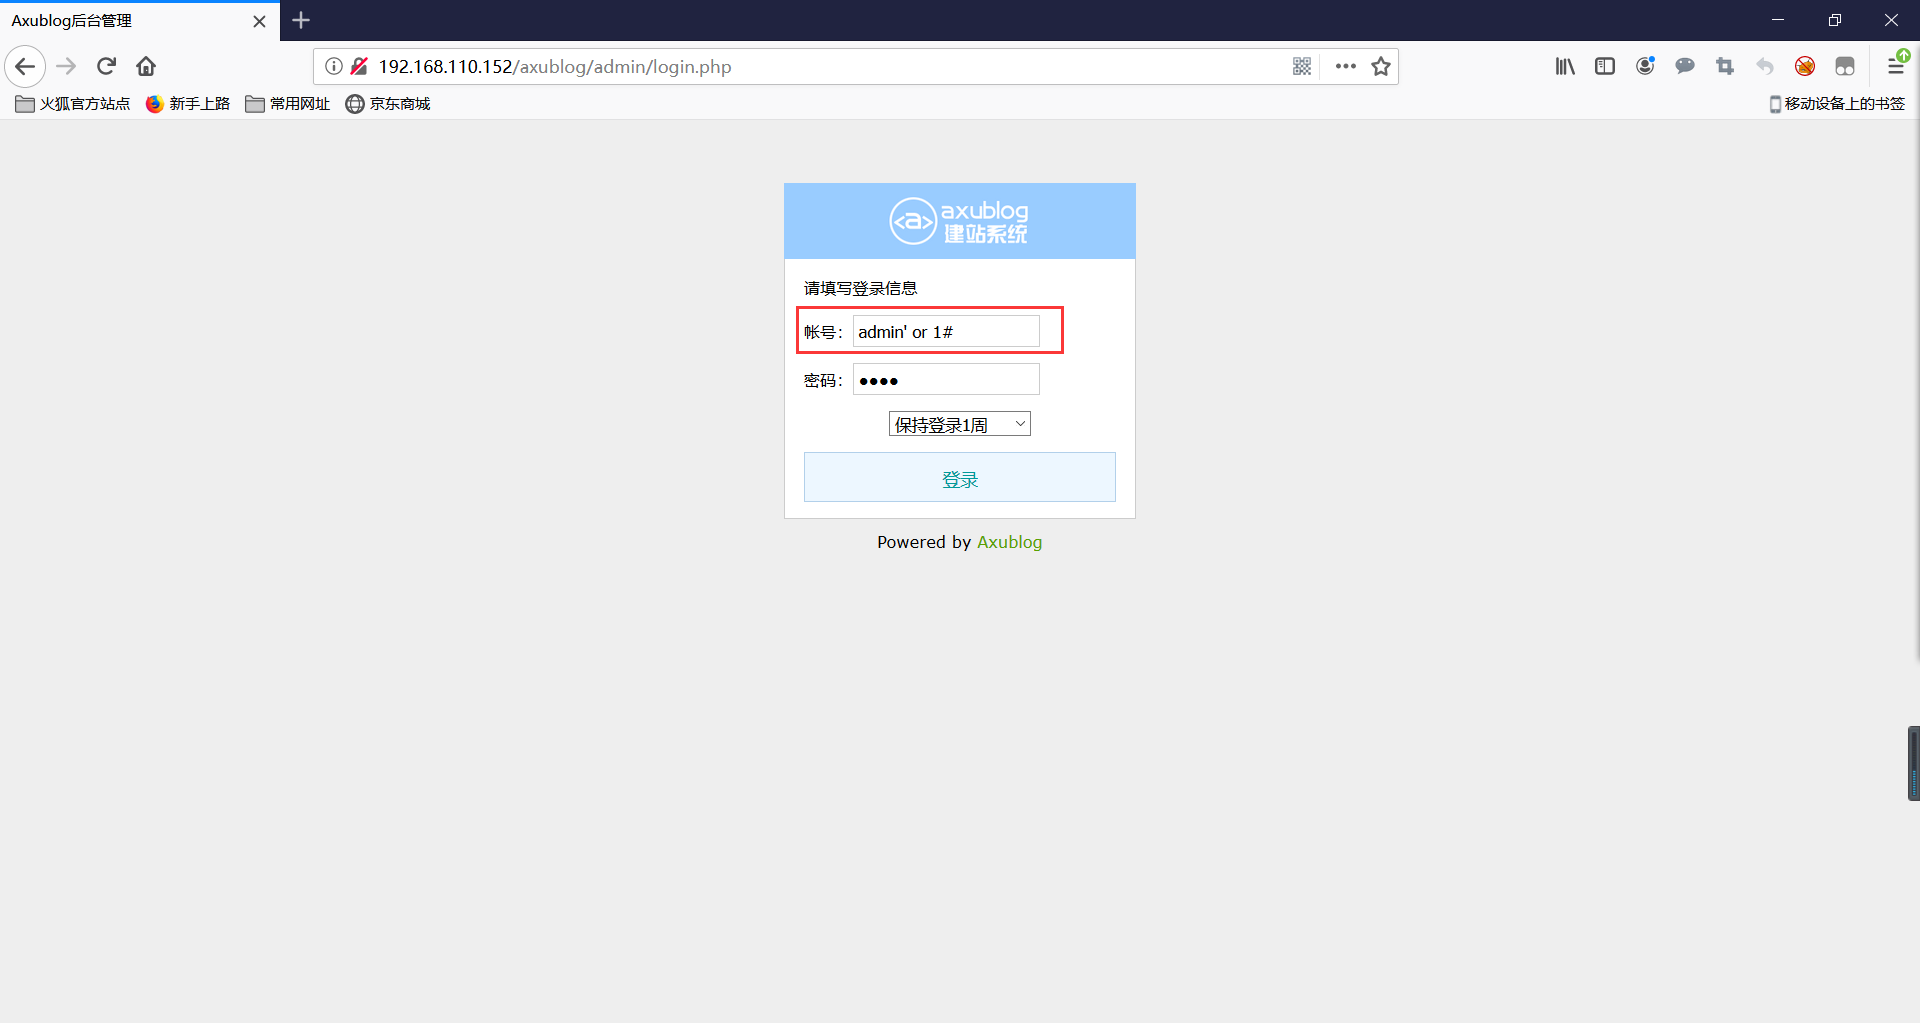 Axublog后台管理
192.168.110.152/axublog/admin/login.php
火狐官方站点 新手上路 常用网址 京东商城 移动设备上的书签
<a> axublog
建站系统
请填写登录信息
帐号： admin' or 1#
密码： ●●●●
保持登录1周
登录
Powered by Axublog